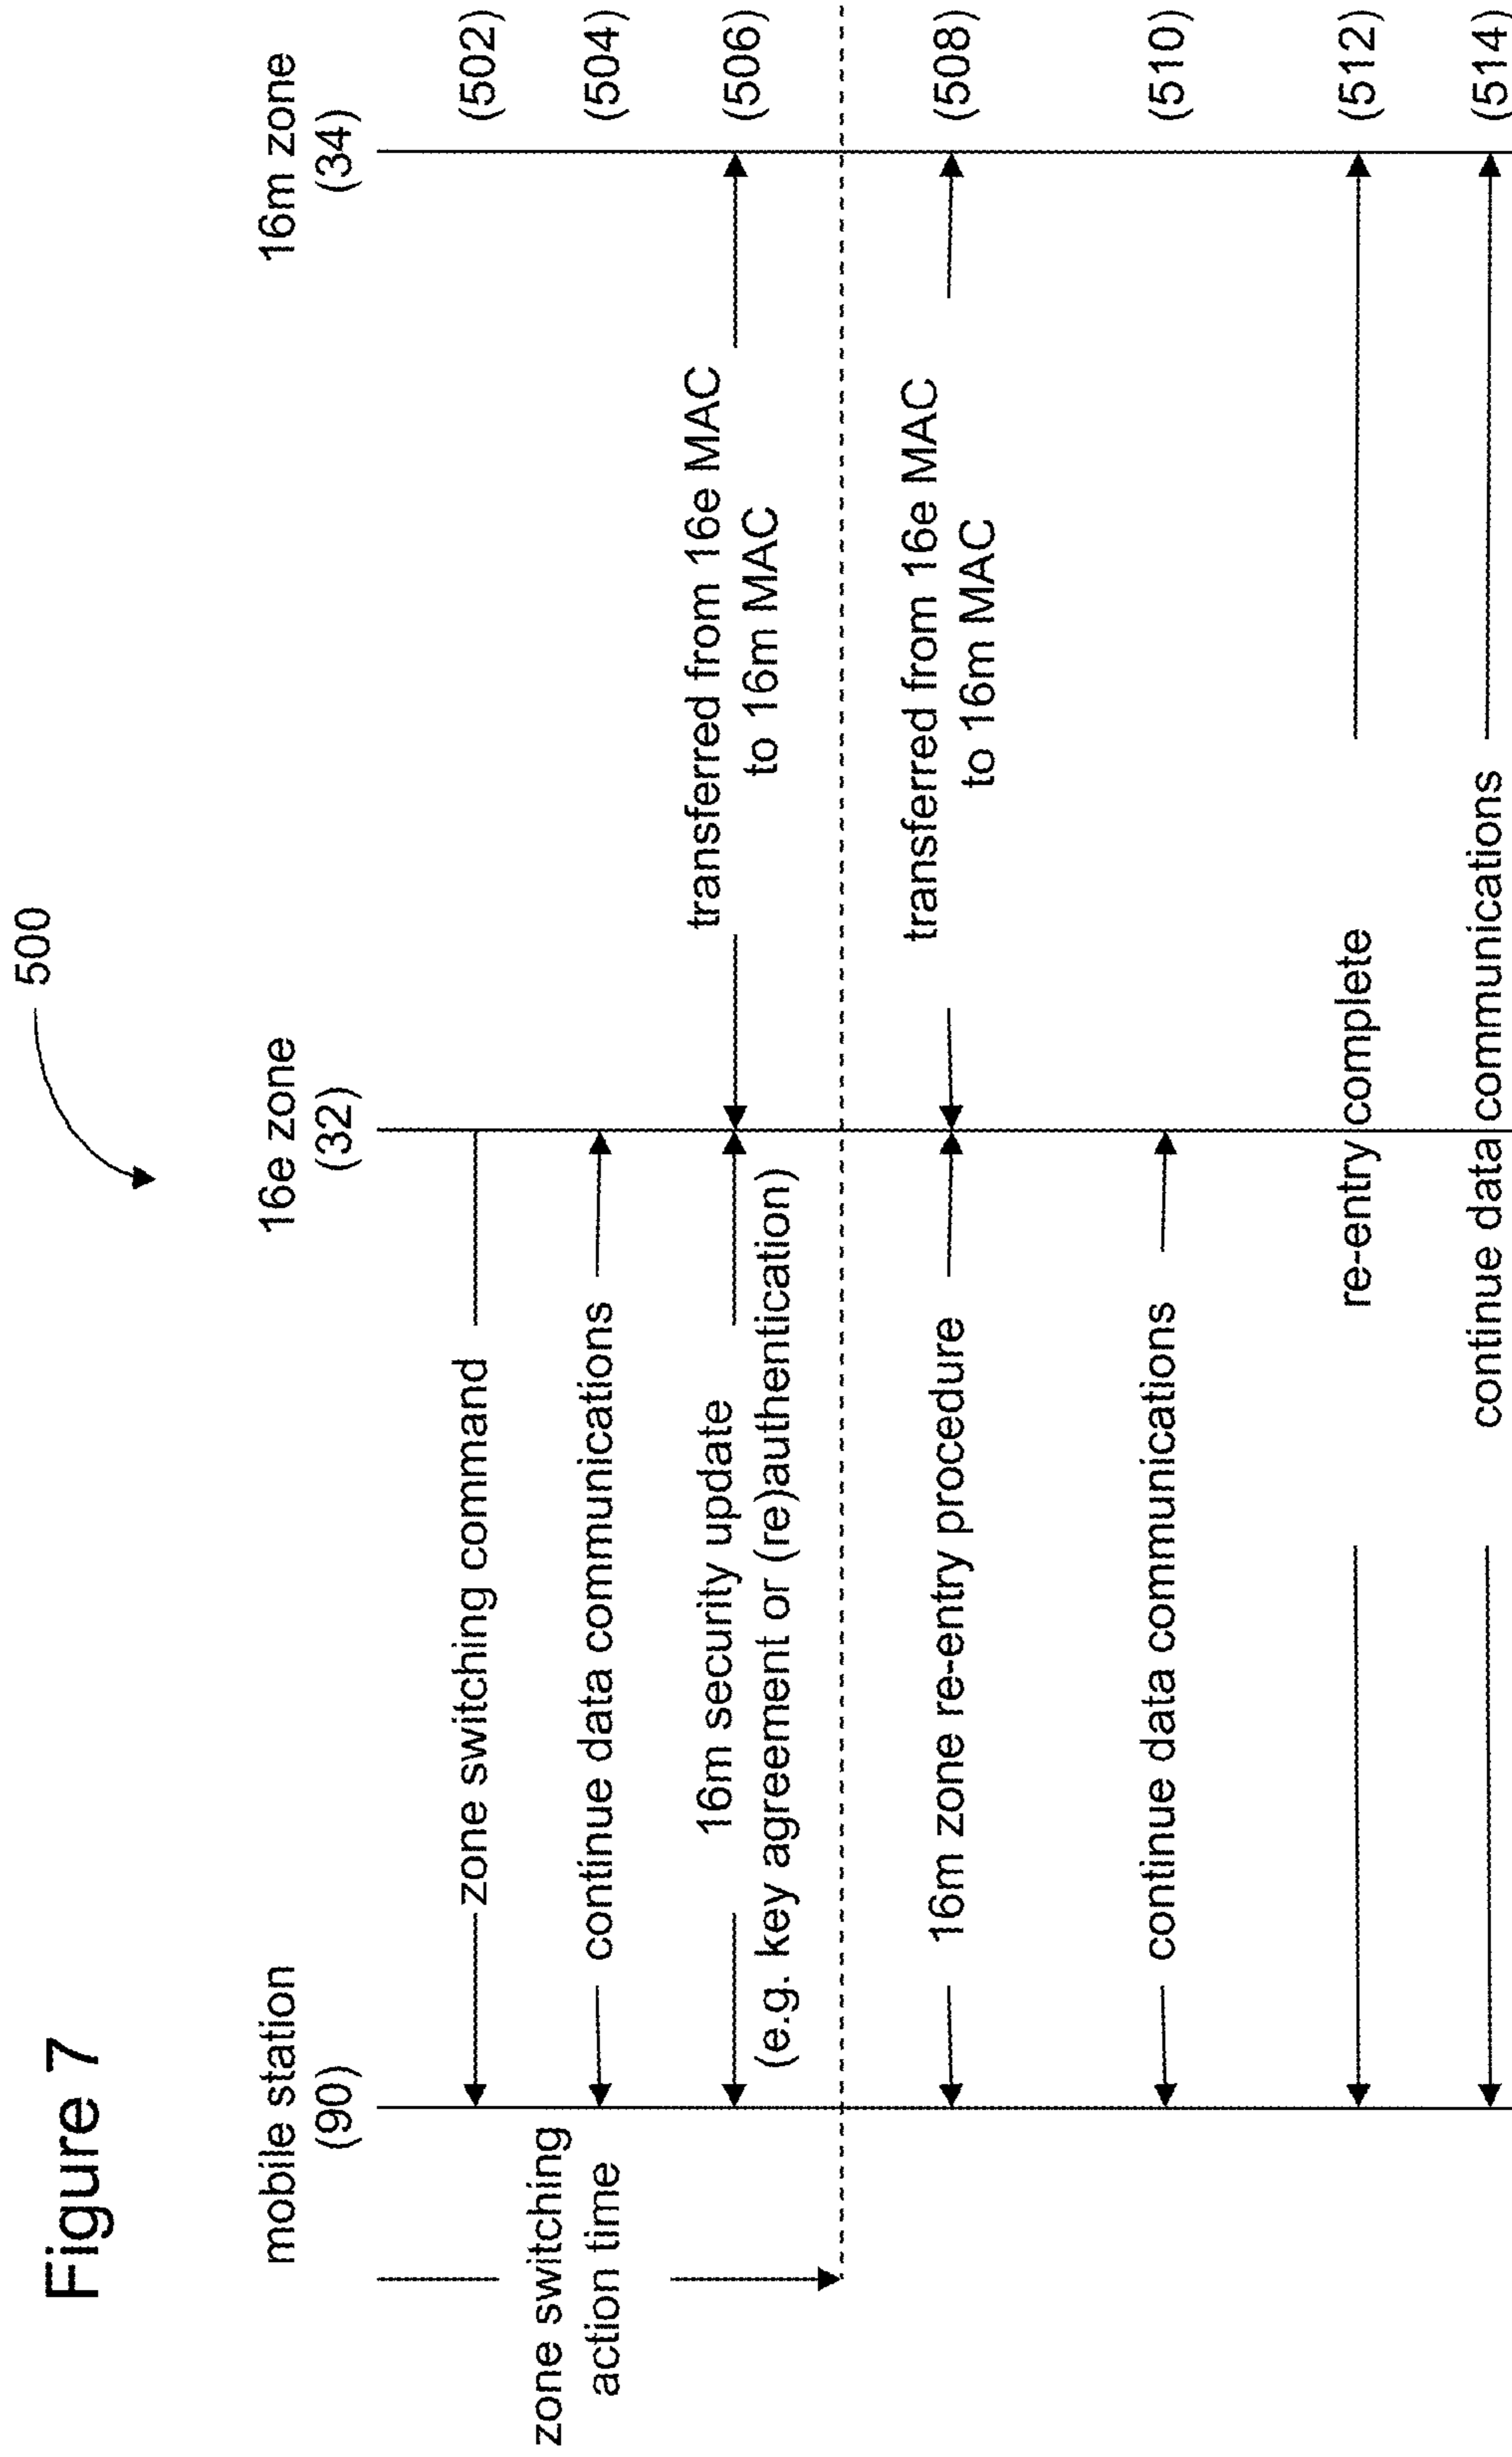 Figure 7
500
mobile station
(90)
16e zone
(32)
16m zone
(34)
zone switching
action time
zone switching command
(502)
continue data communications
(504)
16m security update
(e.g. key agreement or (re)authentication)
transferred from 16e MAC
to 16m MAC
(506)
16m zone re-entry procedure
transferred from 16e MAC
to 16m MAC
(508)
continue data communications
(510)
re-entry complete
(512)
continue data communications
(514)